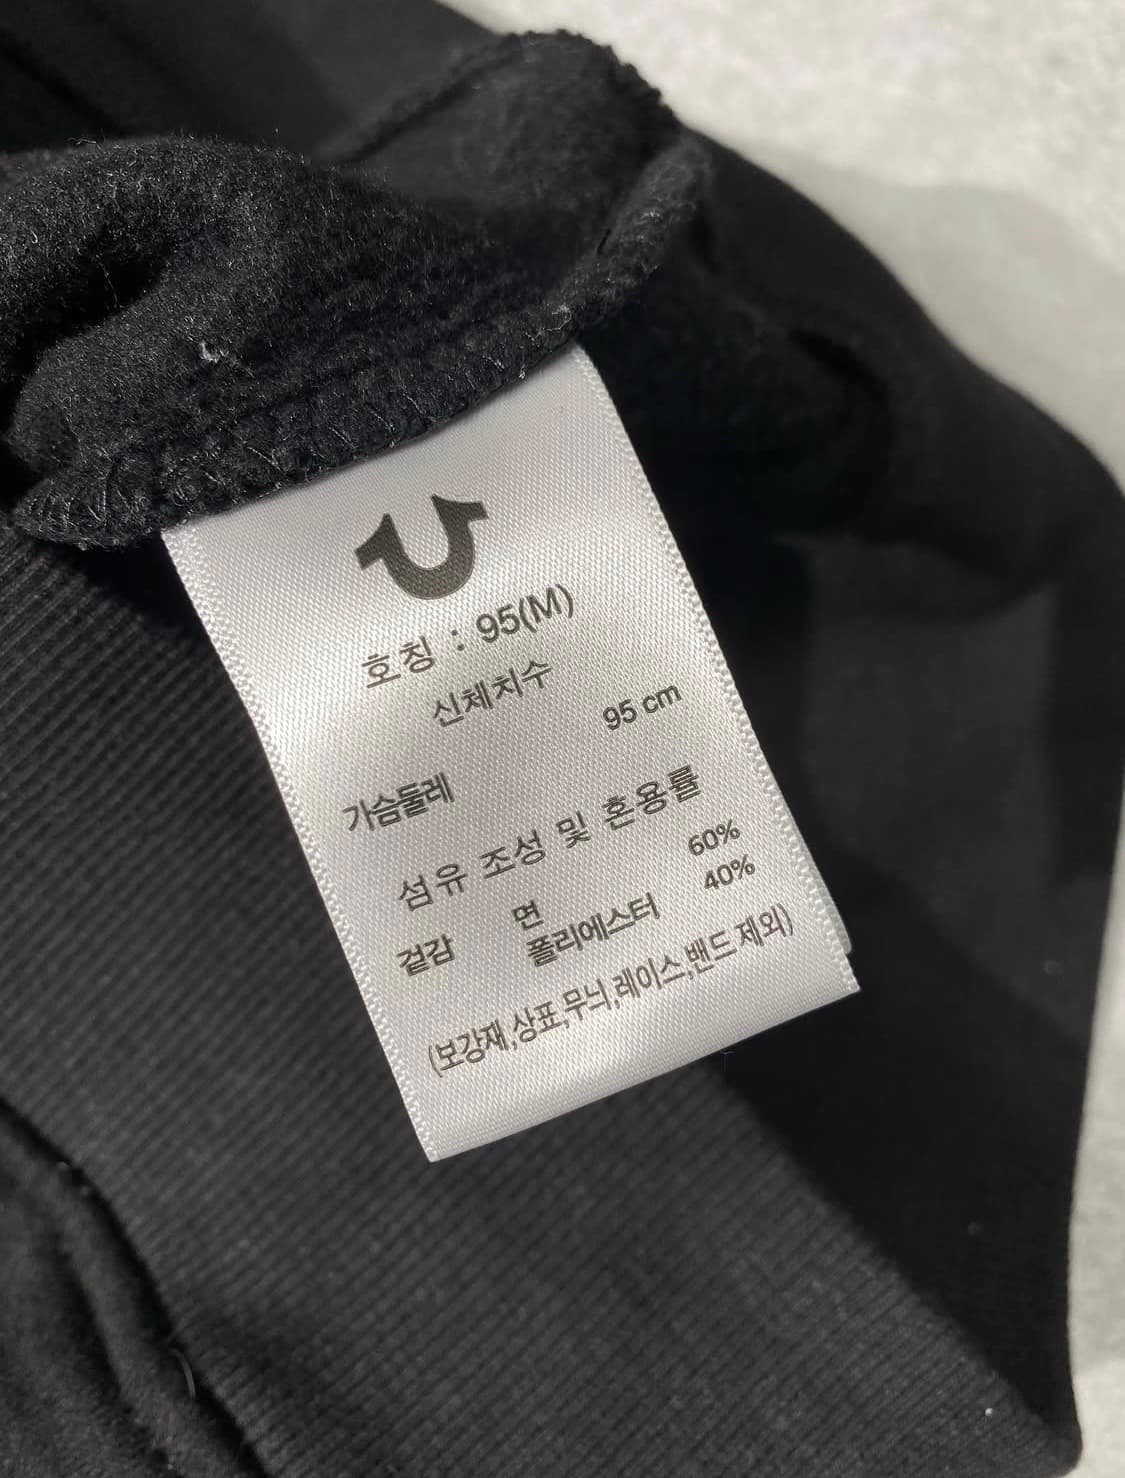 호칭 : 95(M)
신체치수
가슴둘레 95 cm
섬유 조성 및 혼용률
면 60%
겉감 폴리에스터 40%
(보강재,상표,무늬,레이스,밴드 제외)